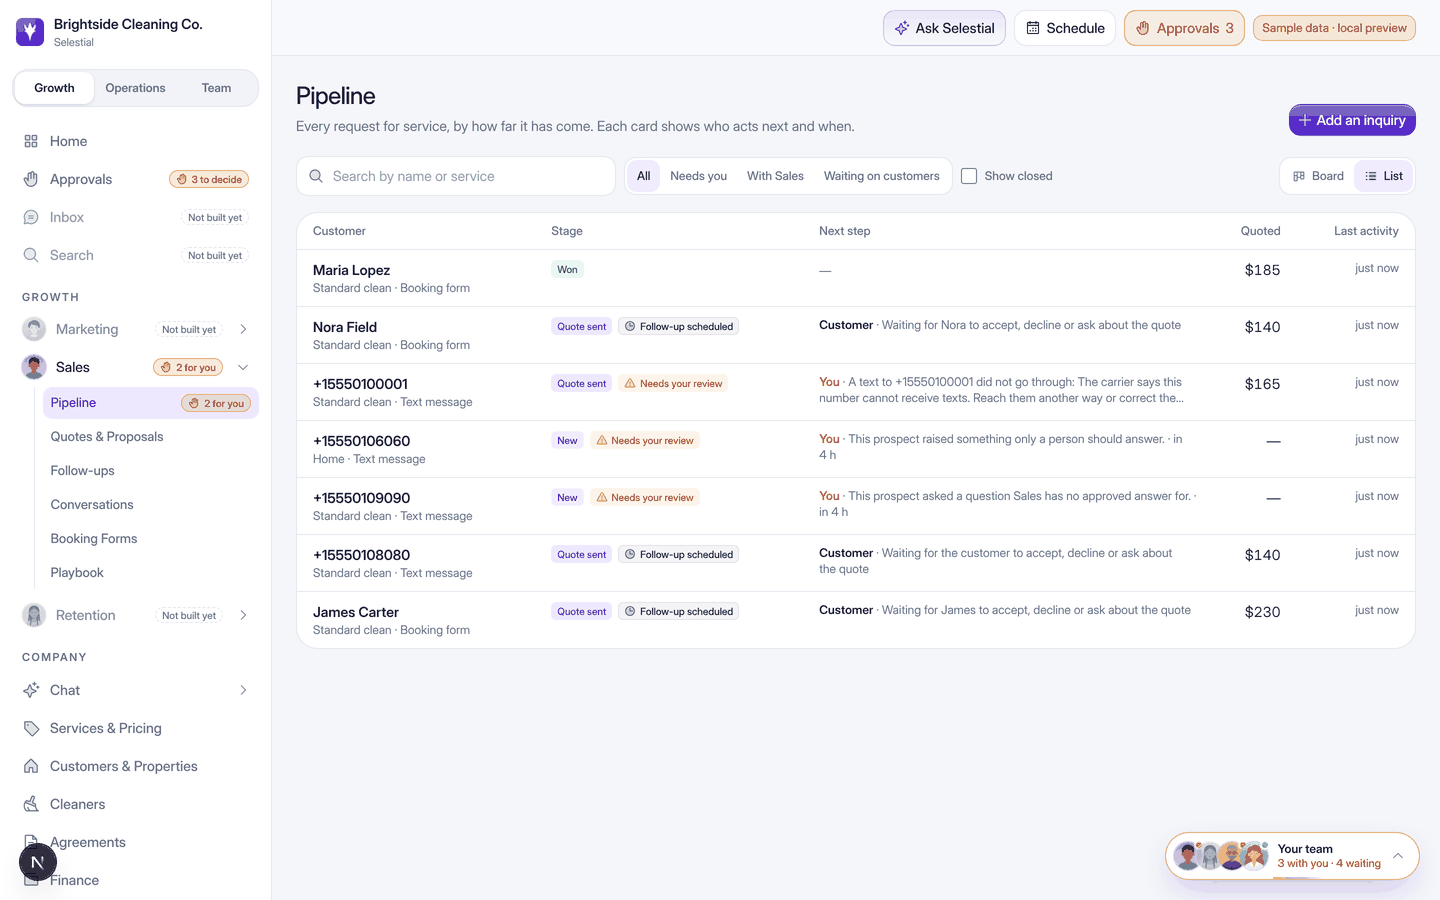 Brightside Cleaning Co.
Selestial
Growth
Operations
Team
Home
Approvals
3 to decide
Inbox
Not built yet
Search
Not built yet
GROWTH
Marketing
Not built yet
Sales
2 for you
Pipeline
2 for you
Quotes & Proposals
Follow-ups
Conversations
Booking Forms
Playbook
Retention
Not built yet
COMPANY
Chat
Services & Pricing
Customers & Properties
Cleaners
Agreements
N
Finance
Ask Selestial
Schedule
Approvals 3
Sample data · local preview
Pipeline
Every request for service, by how far it has come. Each card shows who acts next and when.
+ Add an inquiry
Search by name or service
All
Needs you
With Sales
Waiting on customers
Show closed
Board
List
Customer
Stage
Next step
Quoted
Last activity
Maria Lopez
Standard clean · Booking form
Won
—
$185
just now
Nora Field
Standard clean · Booking form
Quote sent
Follow-up scheduled
Customer · Waiting for Nora to accept, decline or ask about the quote
$140
just now
+15550100001
Standard clean · Text message
Quote sent
Needs your review
You · A text to +15550100001 did not go through: The carrier says this
number cannot receive texts. Reach them another way or correct the...
$165
just now
+15550106060
Home · Text message
New
Needs your review
You · This prospect raised something only a person should answer. · in
4 h
—
just now
+15550109090
Standard clean · Text message
New
Needs your review
You · This prospect asked a question Sales has no approved answer for. ·
in 4 h
—
just now
+15550108080
Standard clean · Text message
Quote sent
Follow-up scheduled
Customer · Waiting for the customer to accept, decline or ask about
the quote
$140
just now
James Carter
Standard clean · Booking form
Quote sent
Follow-up scheduled
Customer · Waiting for James to accept, decline or ask about the quote
$230
just now
Your team
3 with you · 4 waiting